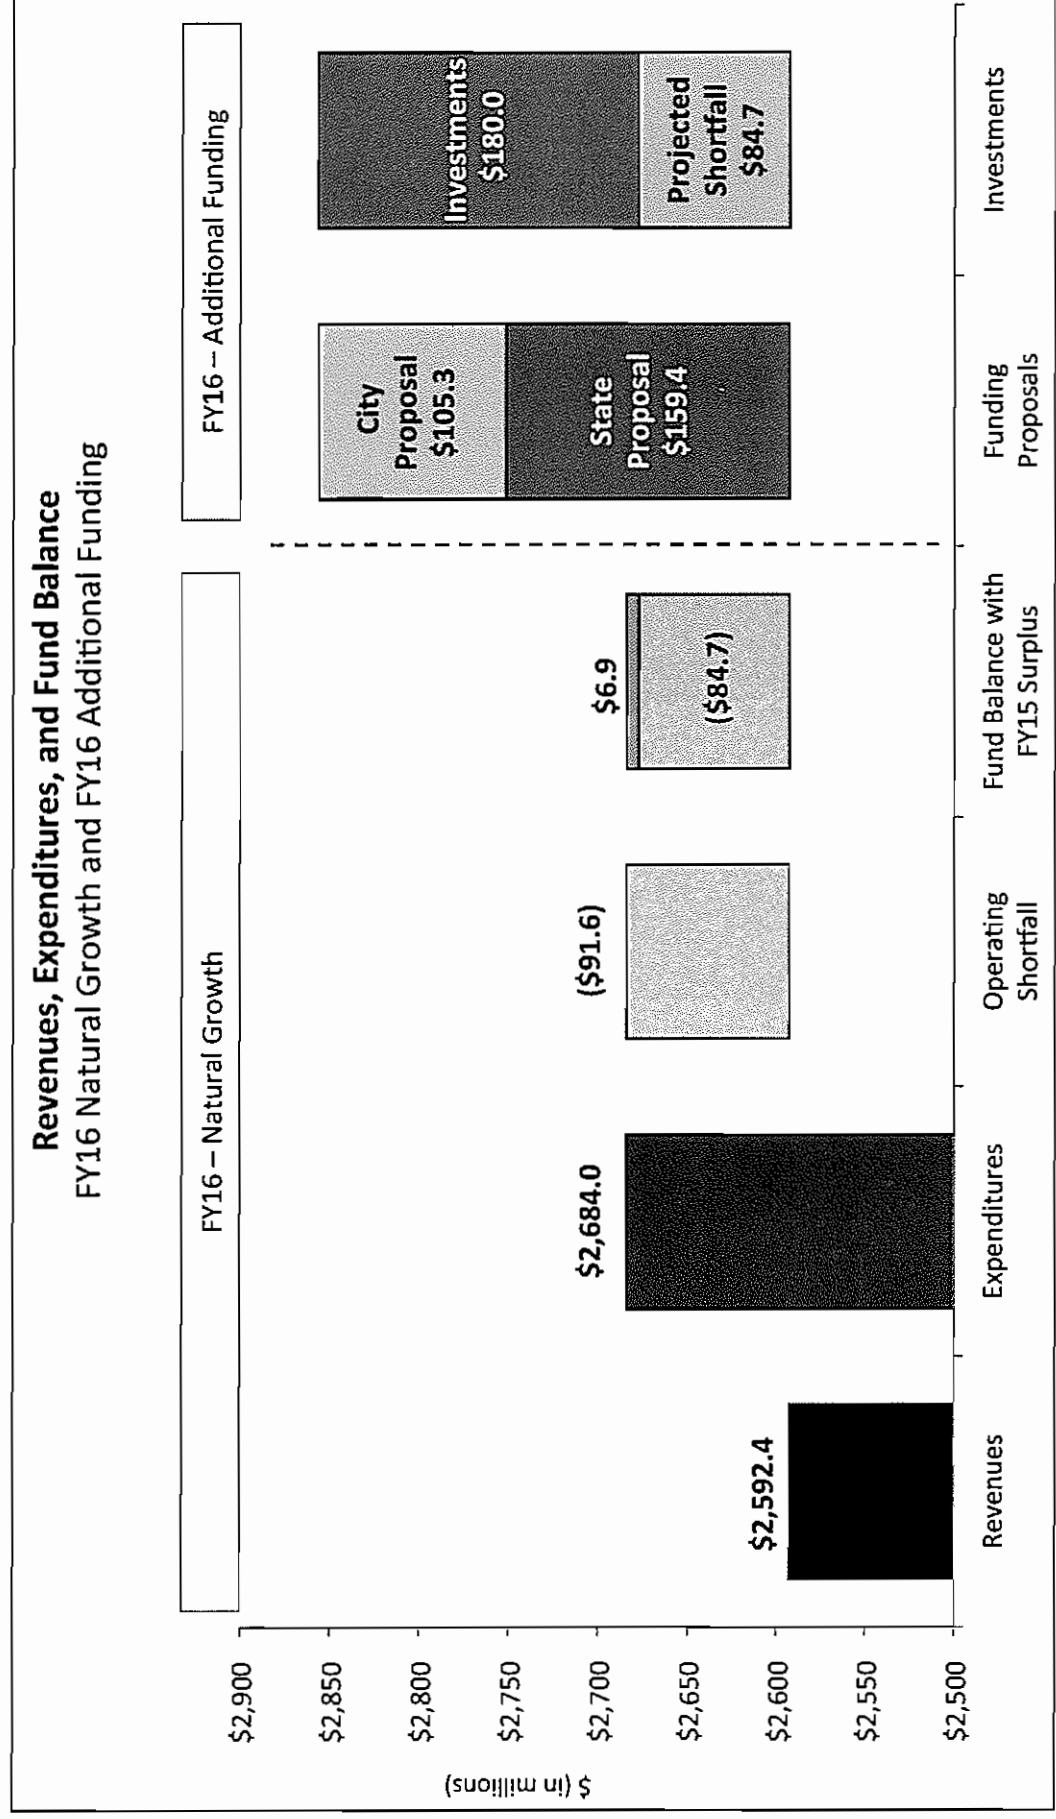 Revenues, Expenditures, and Fund Balance
FY16 Natural Growth and FY16 Additional Funding
FY16 – Natural Growth
FY16 – Additional Funding
$ (in millions)
$2,900
$2,850
$2,800
$2,750
$2,700
$2,650
$2,600
$2,550
$2,500
$2,592.4
$2,684.0
($91.6)
$6.9
($84.7)
City
Proposal
$105.3
State
Proposal
$159.4
Investments
$180.0
Projected
Shortfall
$84.7
Revenues
Expenditures
Operating
Shortfall
Fund Balance with
FY15 Surplus
Funding
Proposals
Investments